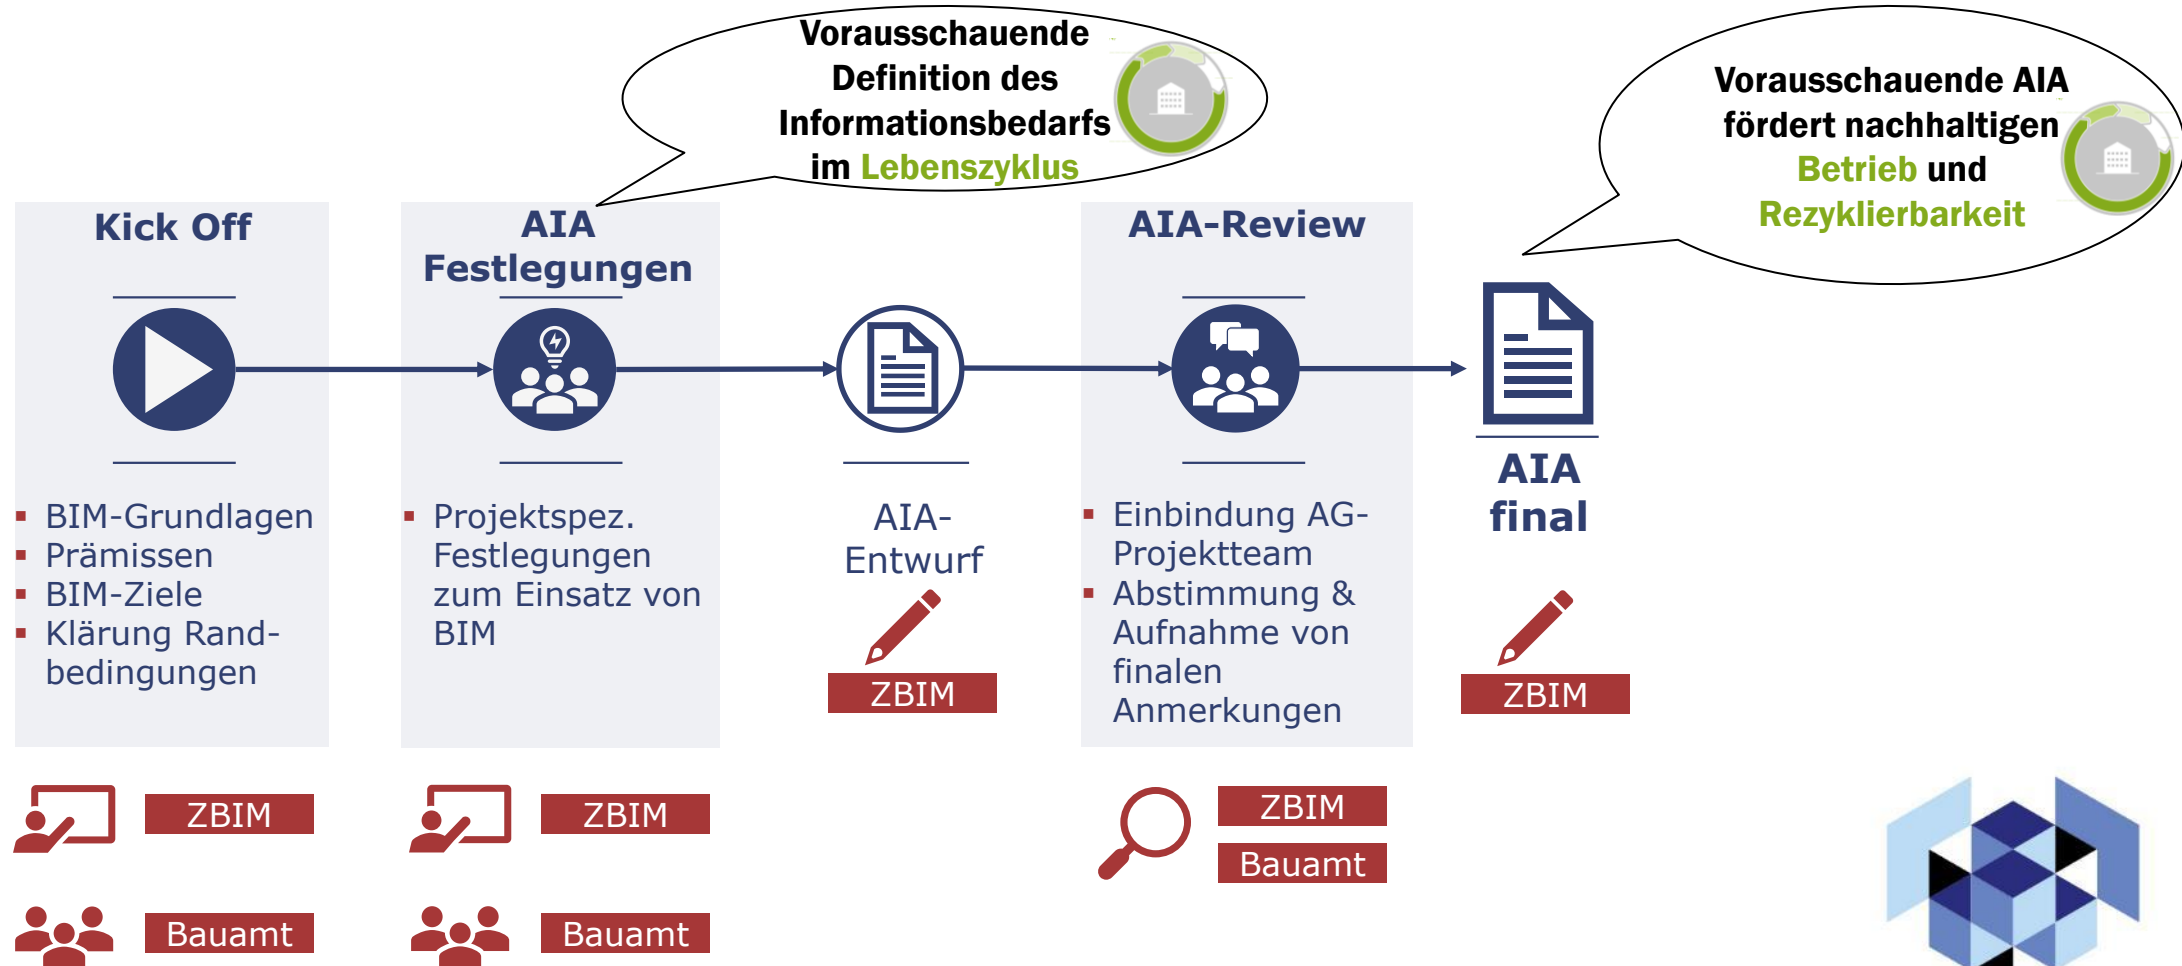 Vorausschauende
Definition des
Informationsbedarfs
im Lebenszyklus
Vorausschauende AIA
fördert nachhaltigen
Betrieb und
Rezyklierbarkeit
Kick Off
BIM-Grundlagen
Prämissen
BIM-Ziele
Klärung Rand-
bedingungen
ZBIM
Bauamt
AIA
Festlegungen
Projektspez.
Festlegungen
zum Einsatz von
BIM
ZBIM
Bauamt
AIA-
Entwurf
ZBIM
AIA-Review
Einbindung AG-
Projektteam
Abstimmung &
Aufnahme von
finalen
Anmerkungen
ZBIM
Bauamt
AIA
final
ZBIM